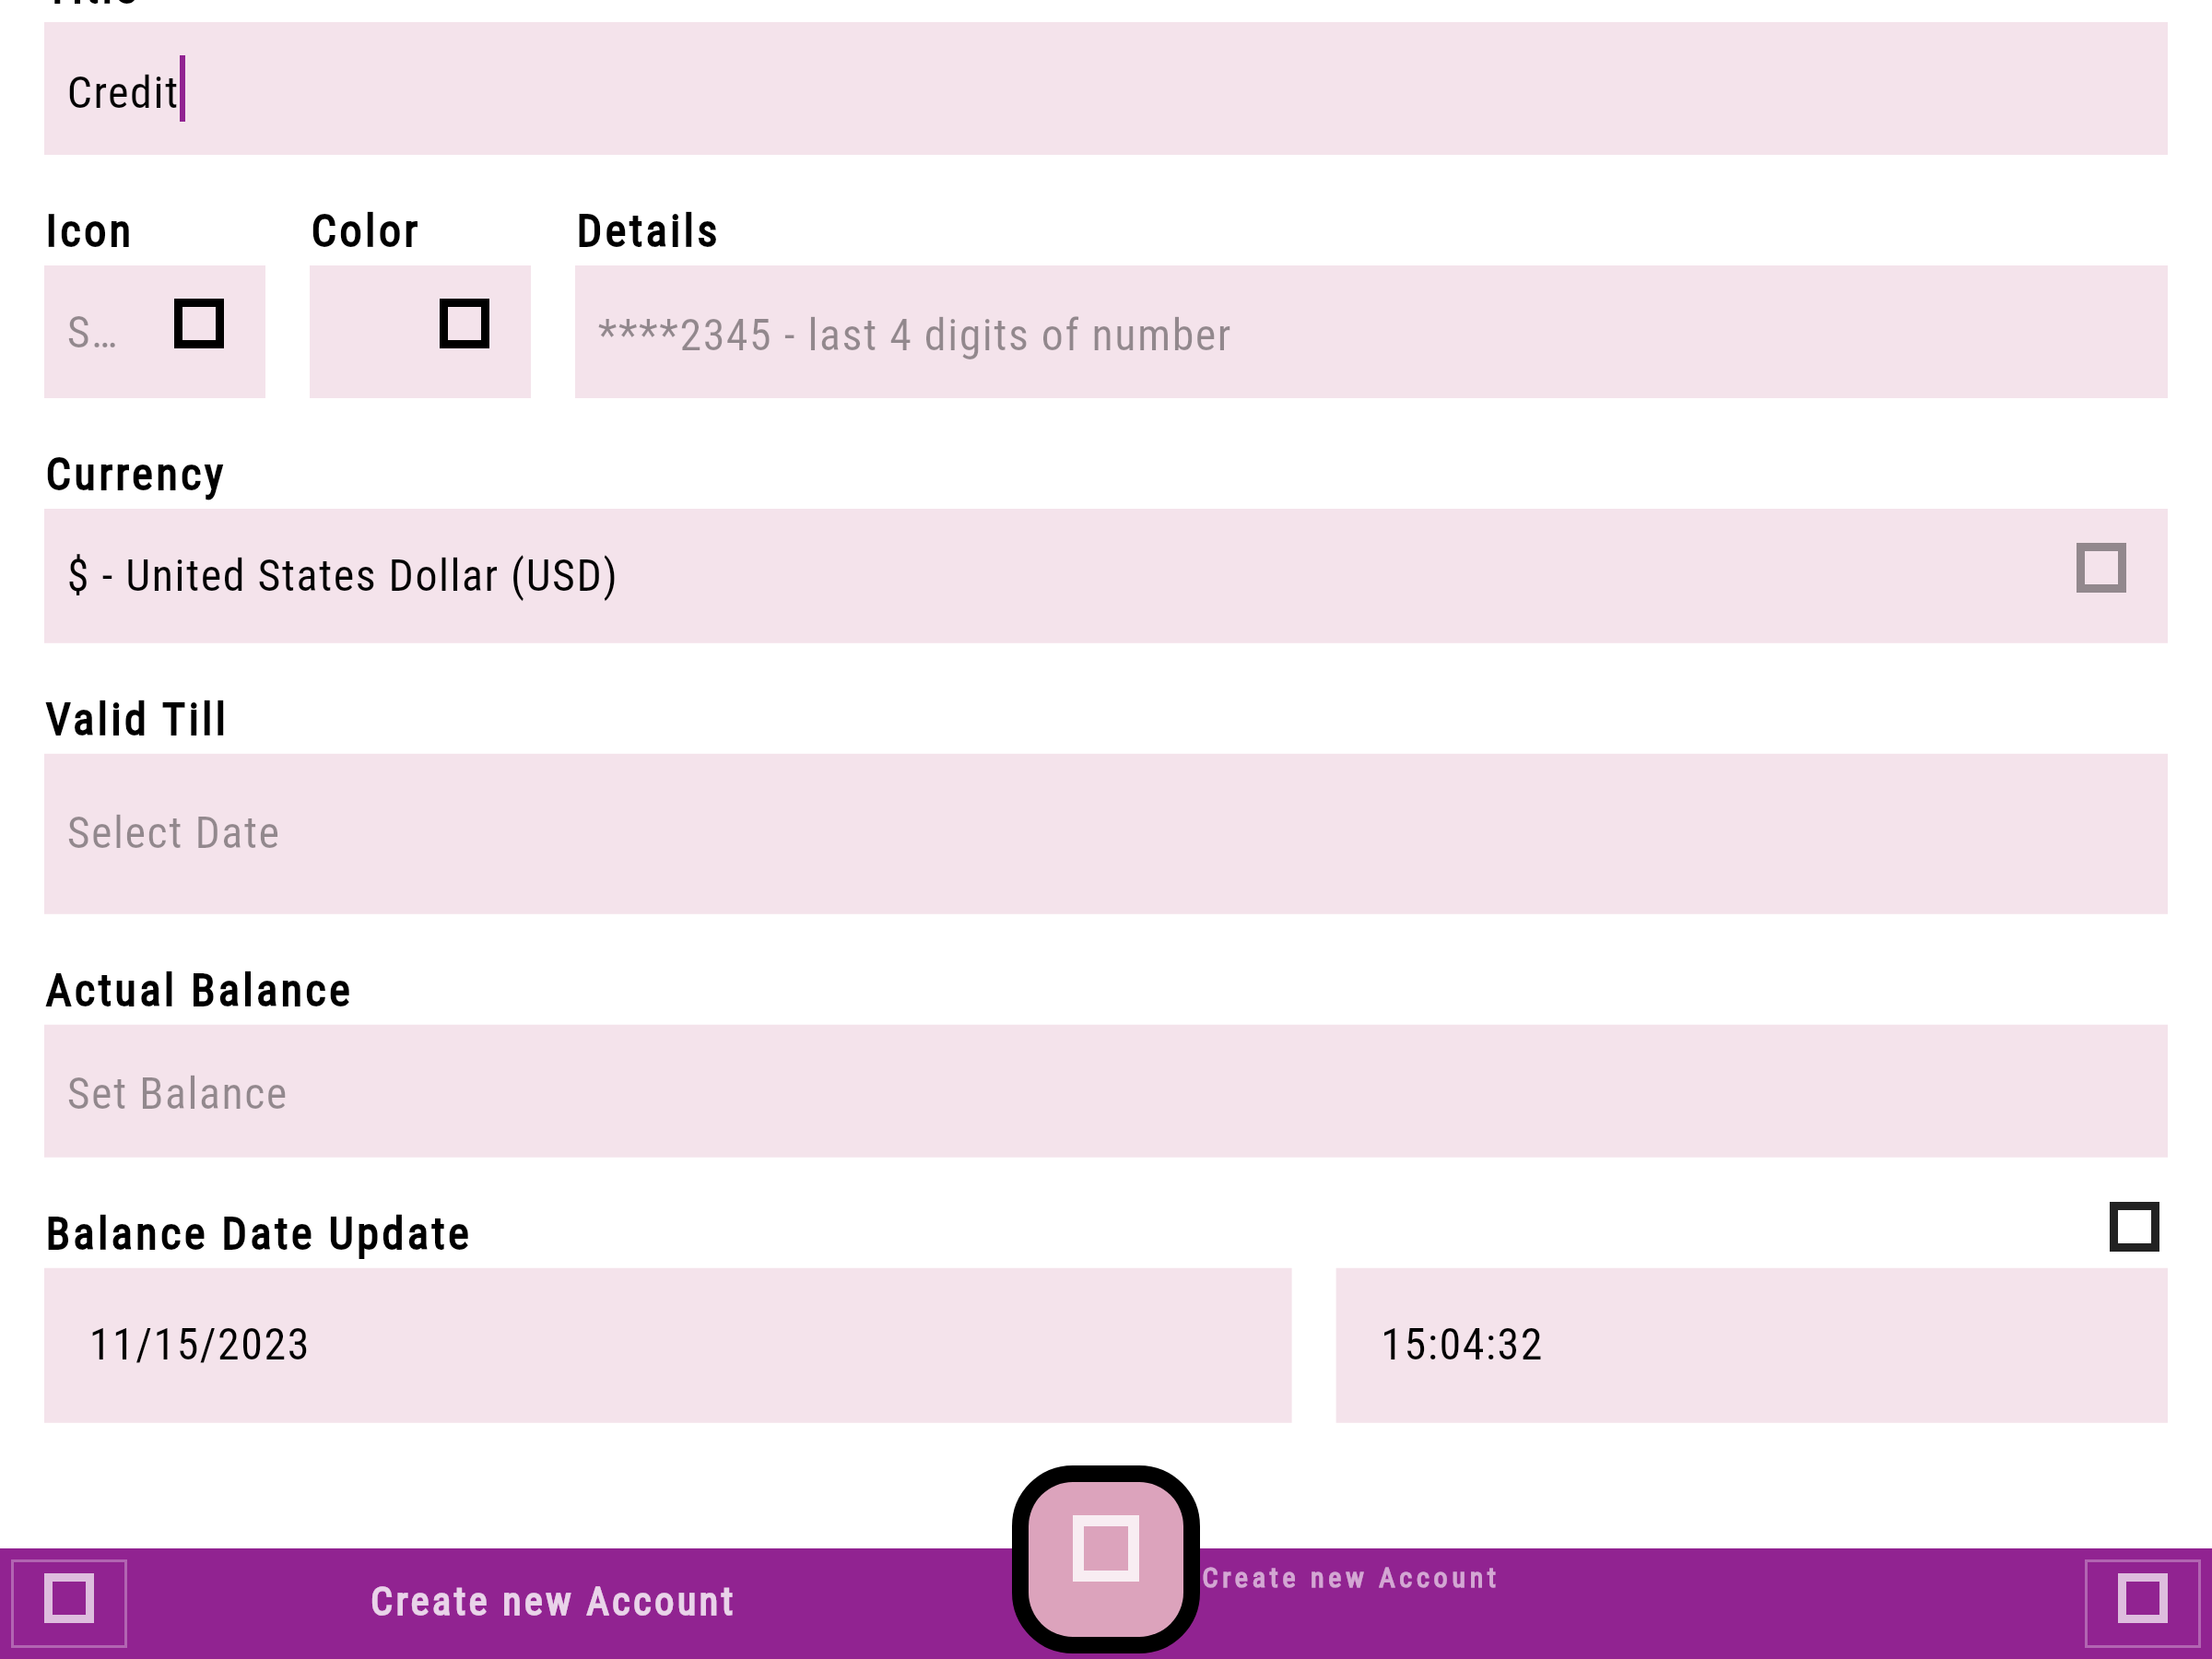 Credit
Icon
Color
Details
S…
****2345 - last 4 digits of number
Currency
$ - United States Dollar (USD)
Valid Till
Select Date
Actual Balance
Set Balance
Balance Date Update
11/15/2023
15:04:32
Create new Account
Create new Account